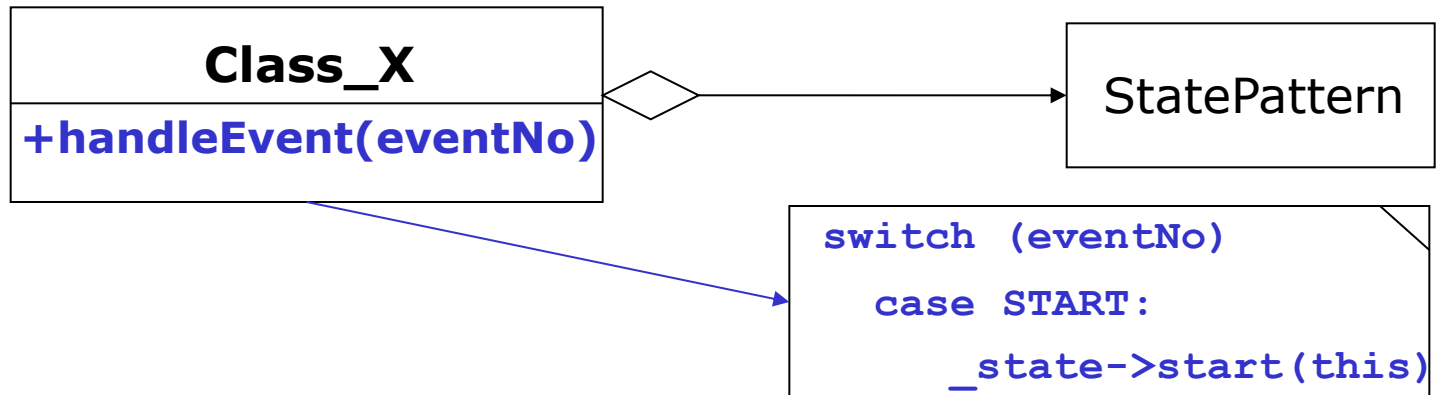 Class_X
+handleEvent(eventNo)
StatePattern
switch (eventNo)
case START:
_state->start(this)